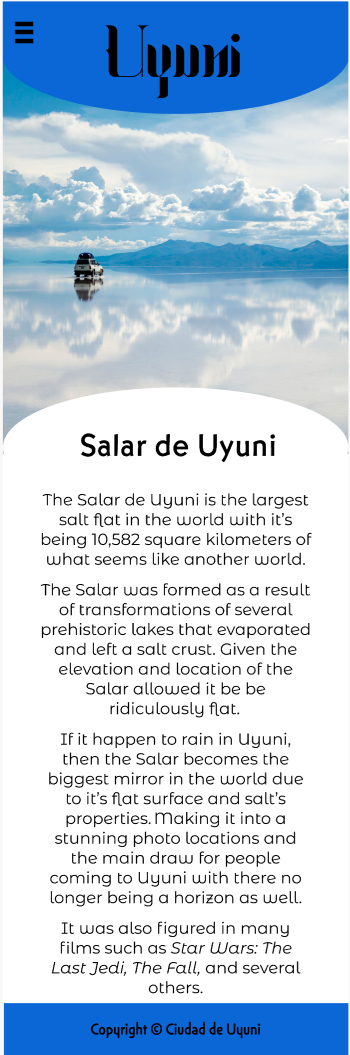 Uyuni
Salar de Uyuni
The Salar de Uyuni is the largest
salt flat in the world with it's
being 10,582 square kilometers of
what seems like another world.
The Salar was formed as a result
of transformations of several
prehistoric lakes that evaporated
and left a salt crust. Given the
elevation and location of the
Salar allowed it be be
ridiculously flat.
If it happen to rain in Uyuni,
then the Salar becomes the
biggest mirror in the world due
to it's flat surface and salt's
properties. Making it into a
stunning photo locations and
the main draw for people
coming to Uyuni with there no
longer being a horizon as well.
It was also figured in many
films such as Star Wars: The
Last Jedi, The Fall, and several
others.
Copyright © Ciudad de Uyuni